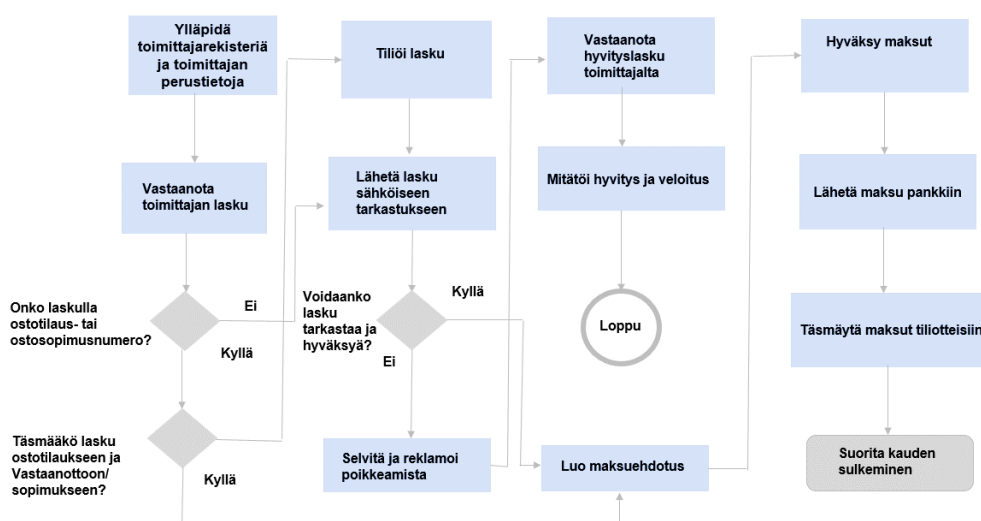 Ylläpidä
toimittajarekisteriä
ja toimittajan
perustietoja
Vastaanota
toimittajan lasku
Onko laskulla
ostotilaus- tai
ostosopimusnumero?
Ei
Kyllä
Täsmääkö lasku
ostotilaukseen ja
Vastaanottoon/
sopimukseen?
Kyllä
Tiliöi lasku
Lähetä lasku
sähköiseen
tarkastukseen
Voidaanko
lasku
tarkastaa ja
hyväksyä?
Kyllä
Ei
Selvitä ja reklamoi
poikkeamista
Vastaanota
hyvityslasku
toimittajalta
Mitätöi hyvitys ja veloitus
Loppu
Luo maksuehdotus
Hyväksy maksut
Lähetä maksu pankkiin
Täsmäytä maksut tiliotteisiin
Suorita kauden
sulkeminen